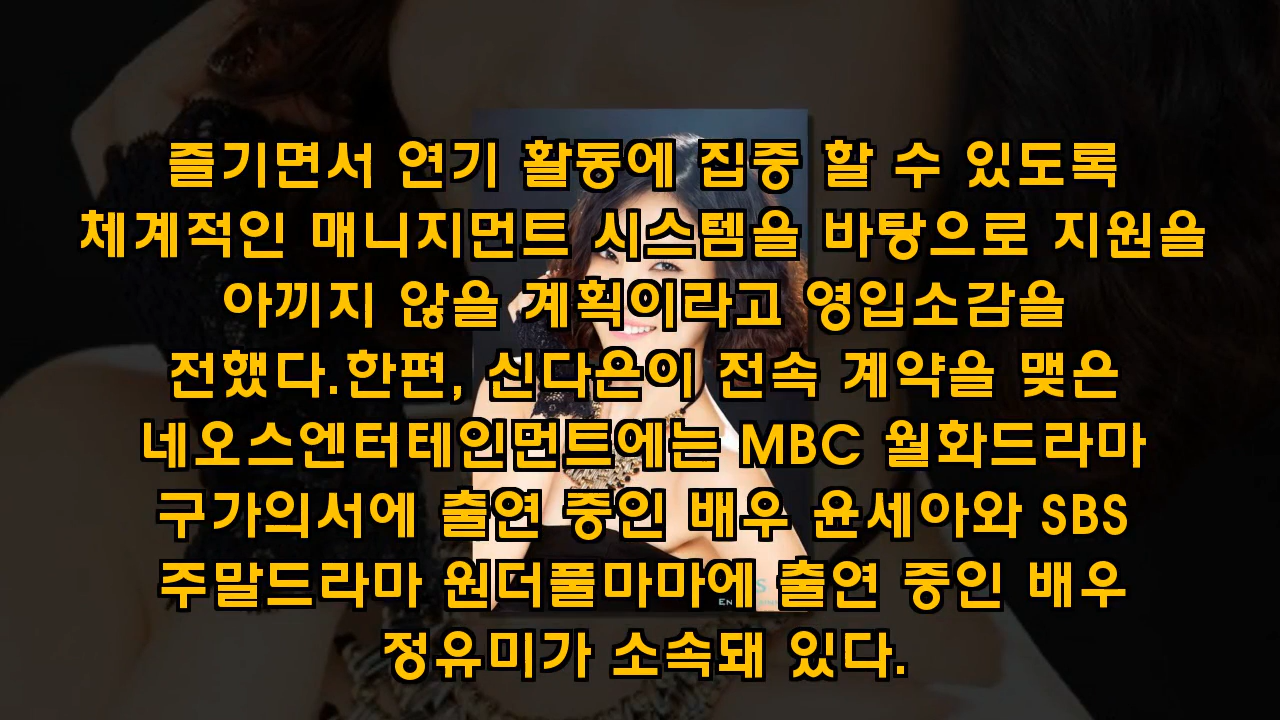 즐기면서 연기 활동에 집중 할 수 있도록
체계적인 매니지먼트 시스템을 바탕으로 지원을
아끼지 않을 계획이라고 영입소감을
전했다.한편, 신다은이 전속 계약을 맺은
네오스엔터테인먼트에는 MBC 월화드라마
구가의서에 출연 중인 배우 윤세아와 SBS
주말드라마 원더풀마마에 출연 중인 배우
정유미가 소속돼 있다.